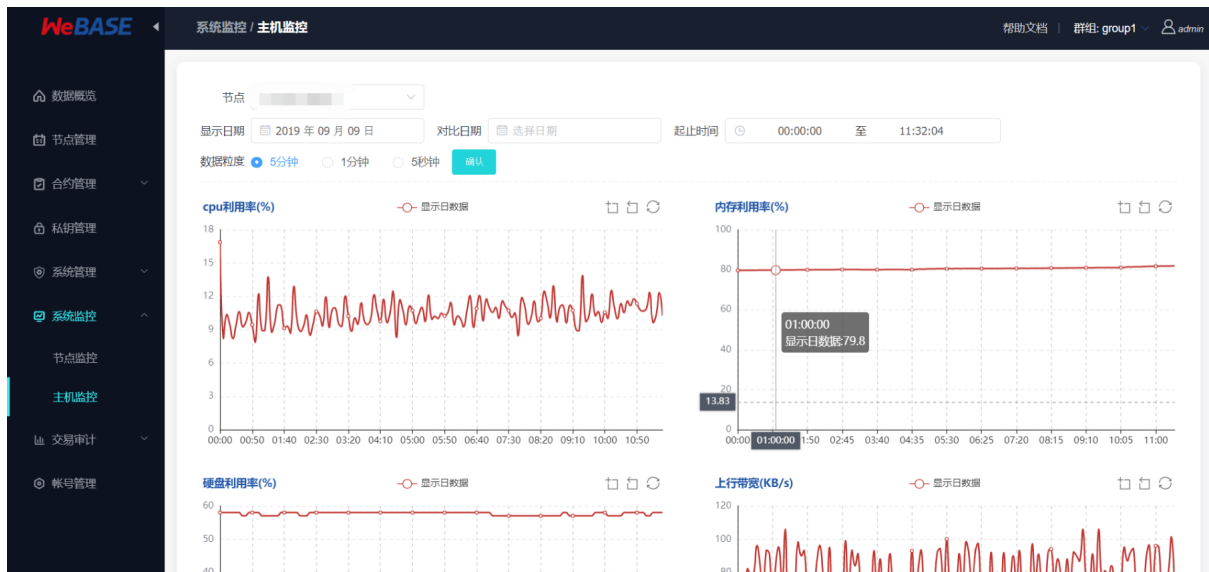 WeBASE
系统监控 / 主机监控
帮助文档
群组: group1
admin
数据概览
节点管理
合约管理
私钥管理
系统管理
系统监控
节点监控
主机监控
交易审计
帐号管理
节点
显示日期 2019 年 09 月 09 日 对比日期 选择日期 起止时间 00:00:00 至 11:32:04
数据粒度 5分钟 1分钟 5秒钟 确认
cpu利用率(%) 显示日数据
18
15
12
9
6
3
0
00:00 00:50 01:40 02:30 03:20 04:10 05:00 05:50 06:40 07:30 08:20 09:10 10:00 10:50
内存利用率(%) 显示日数据
100
80
60
40
20
0
01:00:00
显示日数据:79.8
13.83
00:00 01:00:00 1:50 02:45 03:40 04:35 05:30 06:25 07:20 08:15 09:10 10:05 11:00
硬盘利用率(%) 显示日数据
60
50
40
上行带宽(KB/s) 显示日数据
120
100
80